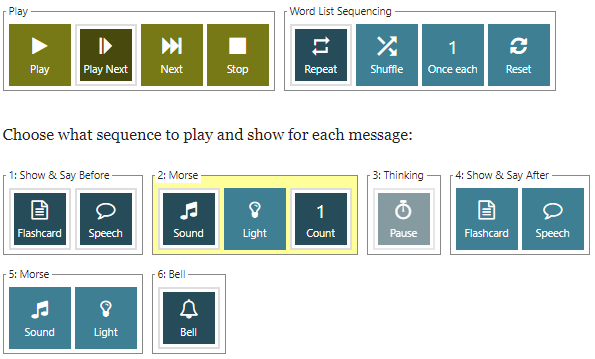 Play
Word List Sequencing
Play
Play Next
Next
Stop
Repeat
Shuffle
1
Once each
Reset
Choose what sequence to play and show for each message:
1: Show & Say Before
2: Morse
3: Thinking
4: Show & Say After
Flashcard
Speech
Sound
Light
1
Count
Pause
Flashcard
Speech
5: Morse
6: Bell
Sound
Light
Bell